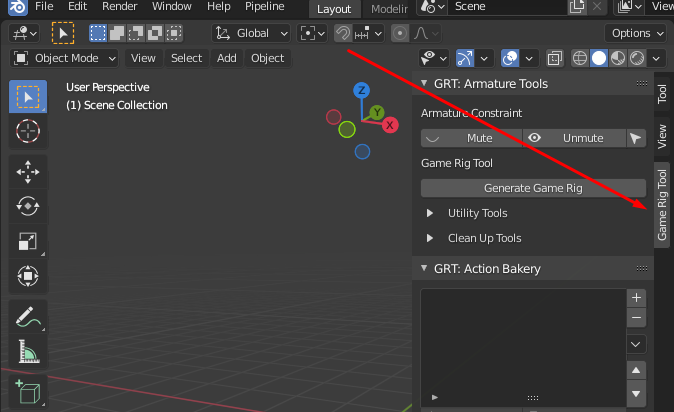 File Edit Render Window Help Pipeline Layout Modelin Scene View
Global Options
Object Mode View Select Add Object
User Perspective
(1) Scene Collection
Z
Y
X
GRT: Armature Tools
Armature Constraint
Mute Unmute
Game Rig Tool
Generate Game Rig
Utility Tools
Clean Up Tools
GRT: Action Bakery
Tool
View
Game Rig Tool